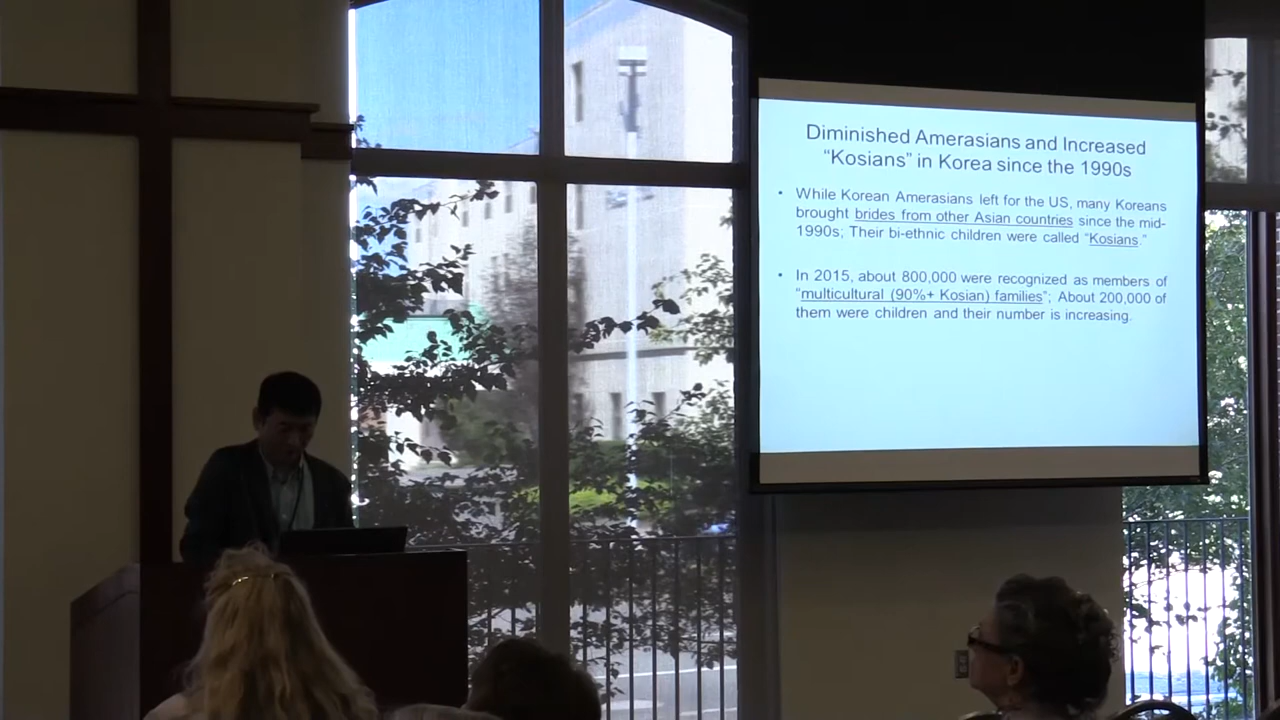 Diminished Amerasians and Increased
“Kosians” in Korea since the 1990s
• While Korean Amerasians left for the US, many Koreans
brought brides from other Asian countries since the mid-
1990s; Their bi-ethnic children were called “Kosians.”
• In 2015, about 800,000 were recognized as members of
“multicultural (90%+ Kosian) families”; About 200,000 of
them were children and their number is increasing.